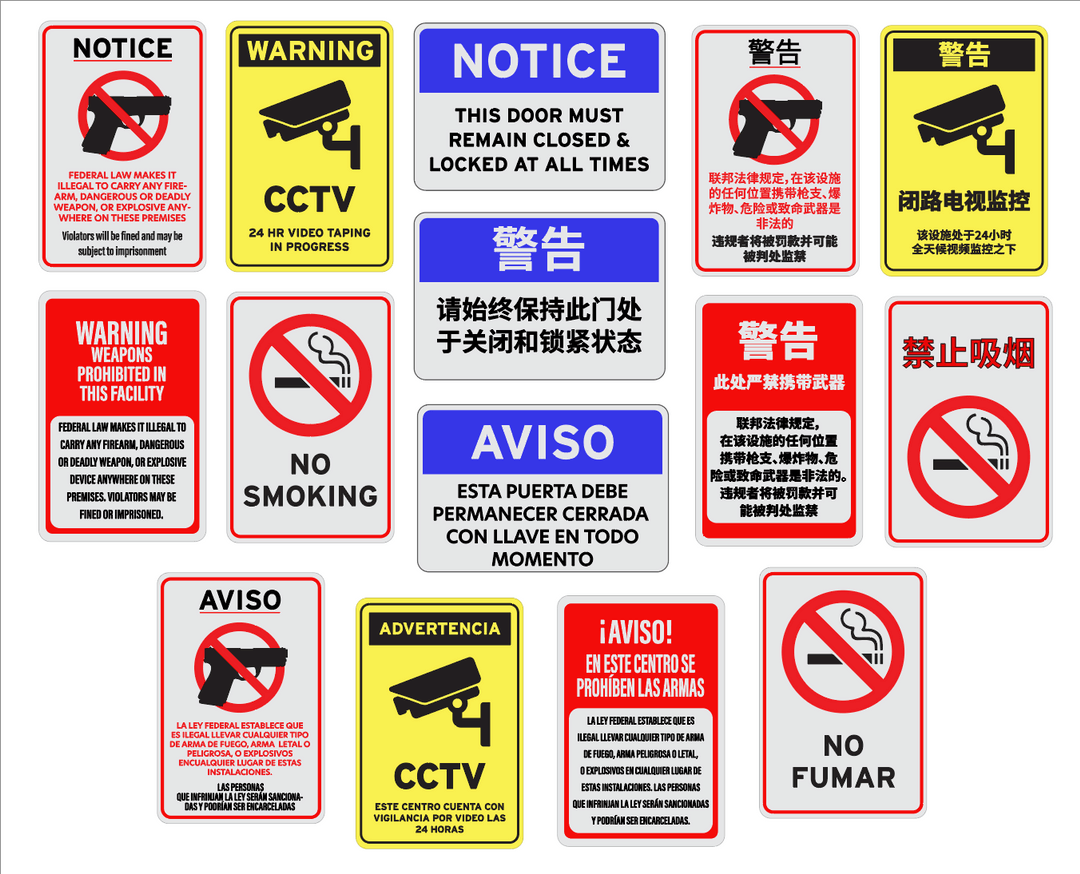 NOTICE
FEDERAL LAW MAKES IT
ILLEGAL TO CARRY ANY FIRE-
ARM, DANGEROUS OR DEADLY
WEAPON, OR EXPLOSIVE ANY-
WHERE ON THESE PREMISES
Violators will be fined and may be
subject to imprisonment
WARNING
CCTV
24 HR VIDEO TAPING
IN PROGRESS
NOTICE
THIS DOOR MUST
REMAIN CLOSED &
LOCKED AT ALL TIMES
警告
联邦法律规定,在该设施
的任何位置携带枪支、爆
炸物、危险或致命武器是
非法的
违规者将被罚款并可能
被判处监禁
警告
闭路电视监控
该设施处于24小时
全天候视频监控之下
警告
请始终保持此门处
于关闭和锁紧状态
WARNING
WEAPONS
PROHIBITED IN
THIS FACILITY
FEDERAL LAW MAKES IT ILLEGAL TO
CARRY ANY FIREARM, DANGEROUS
OR DEADLY WEAPON, OR EXPLOSIVE
DEVICE ANYWHERE ON THESE
PREMISES. VIOLATORS MAY BE
FINED OR IMPRISONED.
NO
SMOKING
AVISO
ESTA PUERTA DEBE
PERMANECER CERRADA
CON LLAVE EN TODO
MOMENTO
警告
此处严禁携带武器
联邦法律规定,
在该设施的任何位置
携带枪支、爆炸物、危
险或致命武器是非法的。
违规者将被罚款并可
能被判处监禁
禁止吸烟
AVISO
LA LEY FEDERAL ESTABLECE QUE
ES ILEGAL LLEVAR CUALQUIER TIPO
DE ARMA DE FUEGO, ARMA LETAL O
PELIGROSA, O EXPLOSIVOS
ENCUALQUIER LUGAR DE ESTAS
INSTALACIONES.
LAS PERSONAS
QUE INFRINJAN LA LEY SERÁN SANCIONA-
DAS Y PODRÍAN SER ENCARCELADAS
ADVERTENCIA
CCTV
ESTE CENTRO CUENTA CON
VIGILANCIA POR VIDEO LAS
24 HORAS
¡AVISO!
EN ESTE CENTRO SE
PROHÍBEN LAS ARMAS
LA LEY FEDERAL ESTABLECE QUE ES
ILEGAL LLEVAR CUALQUIER TIPO DE ARMA
DE FUEGO, ARMA PELIGROSA O LETAL,
O EXPLOSIVOS EN CUALQUIER LUGAR DE
ESTAS INSTALACIONES. LAS PERSONAS
QUE INFRINJAN LA LEY SERÁN SANCIONADAS
Y PODRÍAN SER ENCARCELADAS.
NO
FUMAR